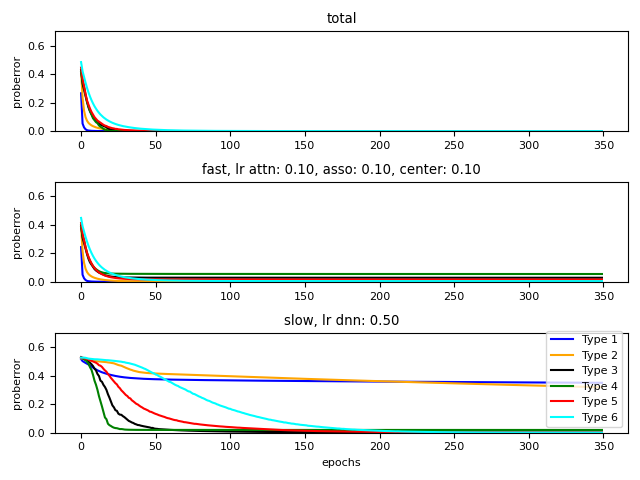 total
proberror
0.6
0.4
0.2
0.0
0 50 100 150 200 250 300 350
fast, lr attn: 0.10, asso: 0.10, center: 0.10
proberror
0.6
0.4
0.2
0.0
0 50 100 150 200 250 300 350
slow, lr dnn: 0.50
proberror
0.6
0.4
0.2
0.0
Type 1
Type 2
Type 3
Type 4
Type 5
Type 6
0 50 100 150 200 250 300 350
epochs